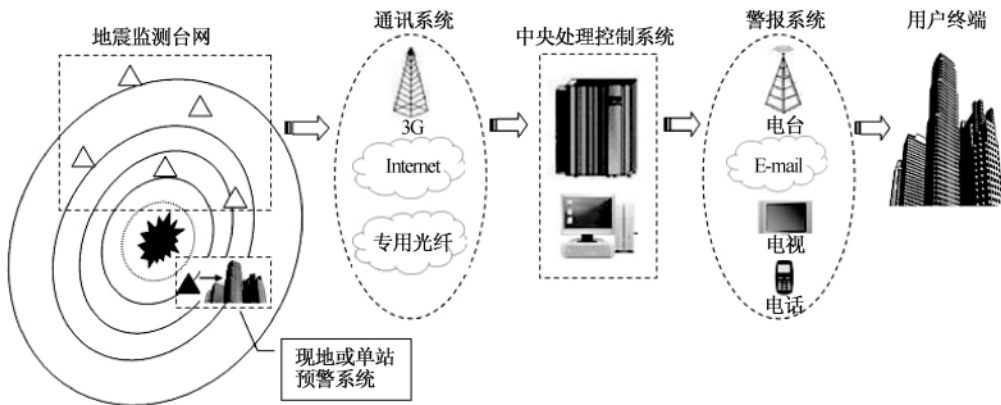 地震监测台网
通讯系统
中央处理控制系统
警报系统
用户终端
3G
Internet
专用光纤
电台
E-mail
电视
电话
现地或单站
预警系统